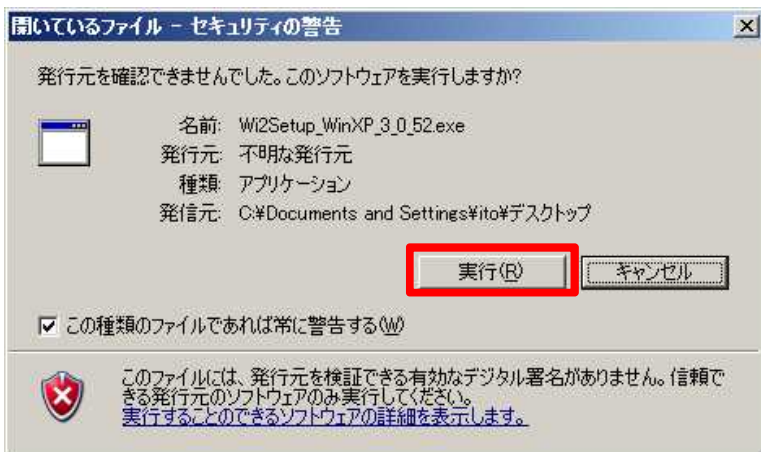 開いているファイル - セキュリティの警告
発行元を確認できませんでした。このソフトウェアを実行しますか?
名前: Wi2Setup_WinXP_3_0_52.exe
発行元: 不明な発行元
種類: アプリケーション
発信元: C:¥Documents and Settings¥ito¥デスクトップ
実行(R) キャンセル
この種類のファイルであれば常に警告する(W)
このファイルには、発行元を検証できる有効なデジタル署名がありません。信頼で
きる発行元のソフトウェアのみ実行してください。
実行することのできるソフトウェアの詳細を表示します。